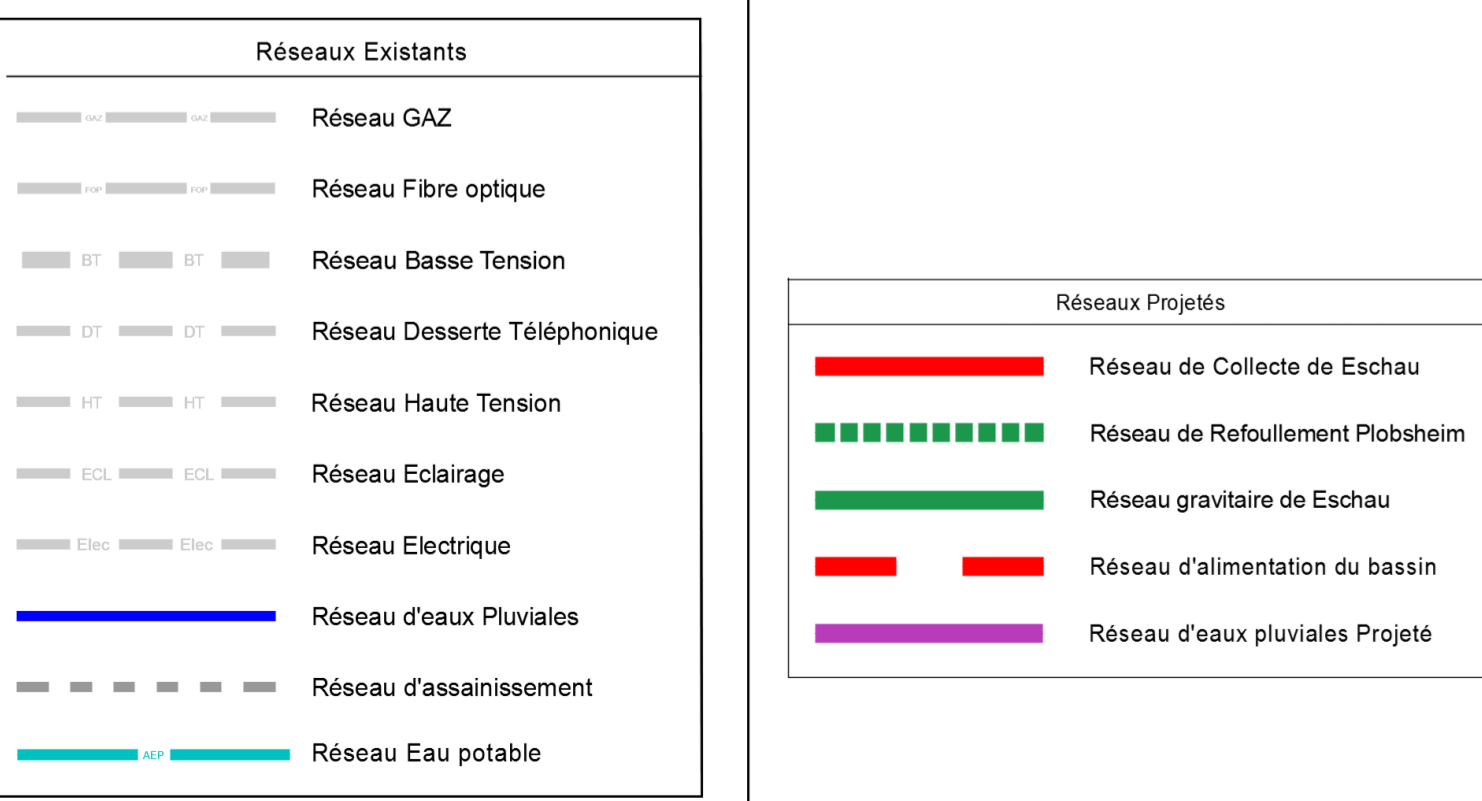 Réseaux Existants
GAZ GAZ Réseau GAZ
FOP FOP Réseau Fibre optique
BT BT Réseau Basse Tension
DT DT Réseau Desserte Téléphonique
HT HT Réseau Haute Tension
ECL ECL Réseau Eclairage
Elec Elec Réseau Electrique
Réseau d'eaux Pluviales
Réseau d'assainissement
AEP Réseau Eau potable
Réseaux Projetés
Réseau de Collecte de Eschau
Réseau de Refoullement Plobsheim
Réseau gravitaire de Eschau
Réseau d'alimentation du bassin
Réseau d'eaux pluviales Projeté